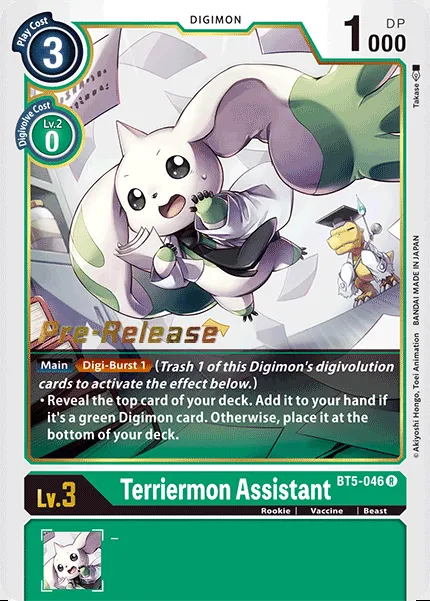 Play Cost
3
DIGIMON
DP
1000
Digivolve Cost
Lv.2
0
Takase
Pre-Release
© Akiyoshi Hongo, Toei Animation BANDAI MADE IN JAPAN
Main Digi-Burst 1 (Trash 1 of this Digimon's digivolution
cards to activate the effect below.)
• Reveal the top card of your deck. Add it to your hand if
it's a green Digimon card. Otherwise, place it at the
bottom of your deck.
Lv.3 Terriermon Assistant BT5-046 R
Rookie | Vaccine | Beast
–